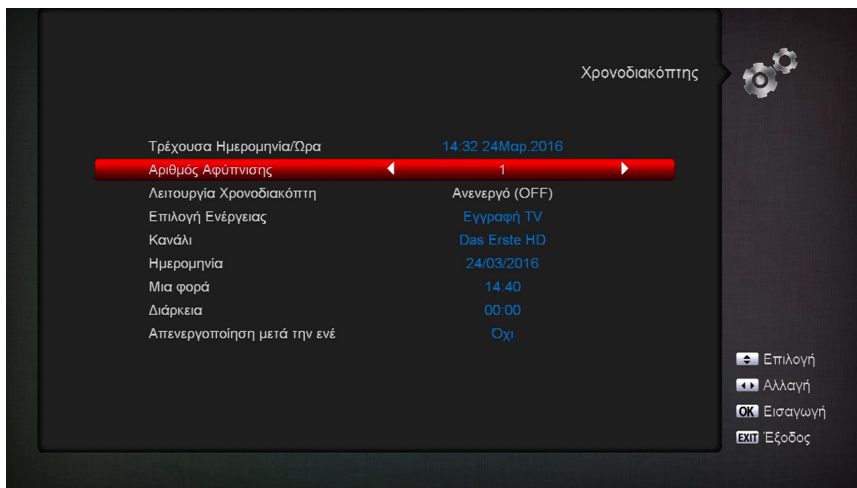 Χρονοδιακόπτης
Τρέχουσα Ημερομηνία/Ώρα 14:32 24Μαρ.2016
Αριθμός Αφύπνισης 1
Λειτουργία Χρονοδιακόπτη Ανενεργό (OFF)
Επιλογή Ενέργειας Εγγραφή TV
Κανάλι Das Erste HD
Ημερομηνία 24/03/2016
Μια φορά 14:40
Διάρκεια 00:00
Απενεργοποίηση μετά την ενέ Όχι
Επιλογή
Αλλαγή
OK Εισαγωγή
EXIT Έξοδος